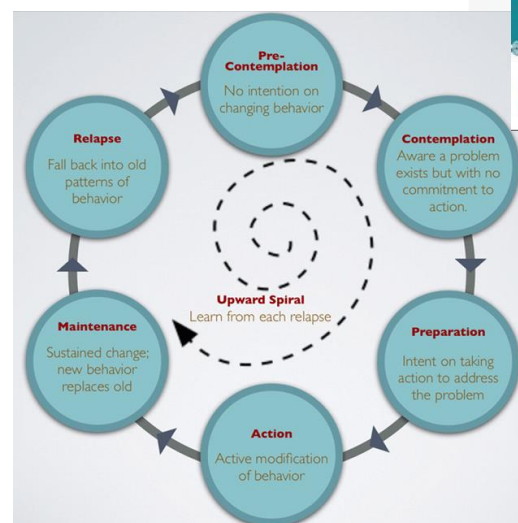 Pre-
Contemplation
No intention on
changing behavior
Contemplation
Aware a problem
exists but with no
commitment to
action.
Preparation
Intent on taking
action to address
the problem
Action
Active modification
of behavior
Maintenance
Sustained change;
new behavior
replaces old
Relapse
Fall back into old
patterns of
behavior
Upward Spiral
Learn from each relapse